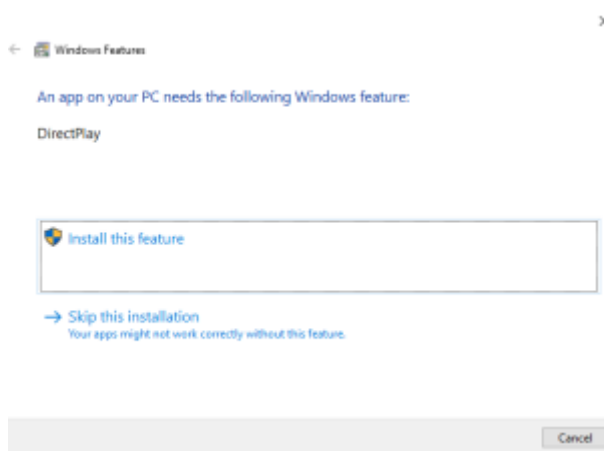 Windows Features
An app on your PC needs the following Windows feature:
DirectPlay
Install this feature
Skip this installation
Your apps might not work correctly without this feature.
Cancel